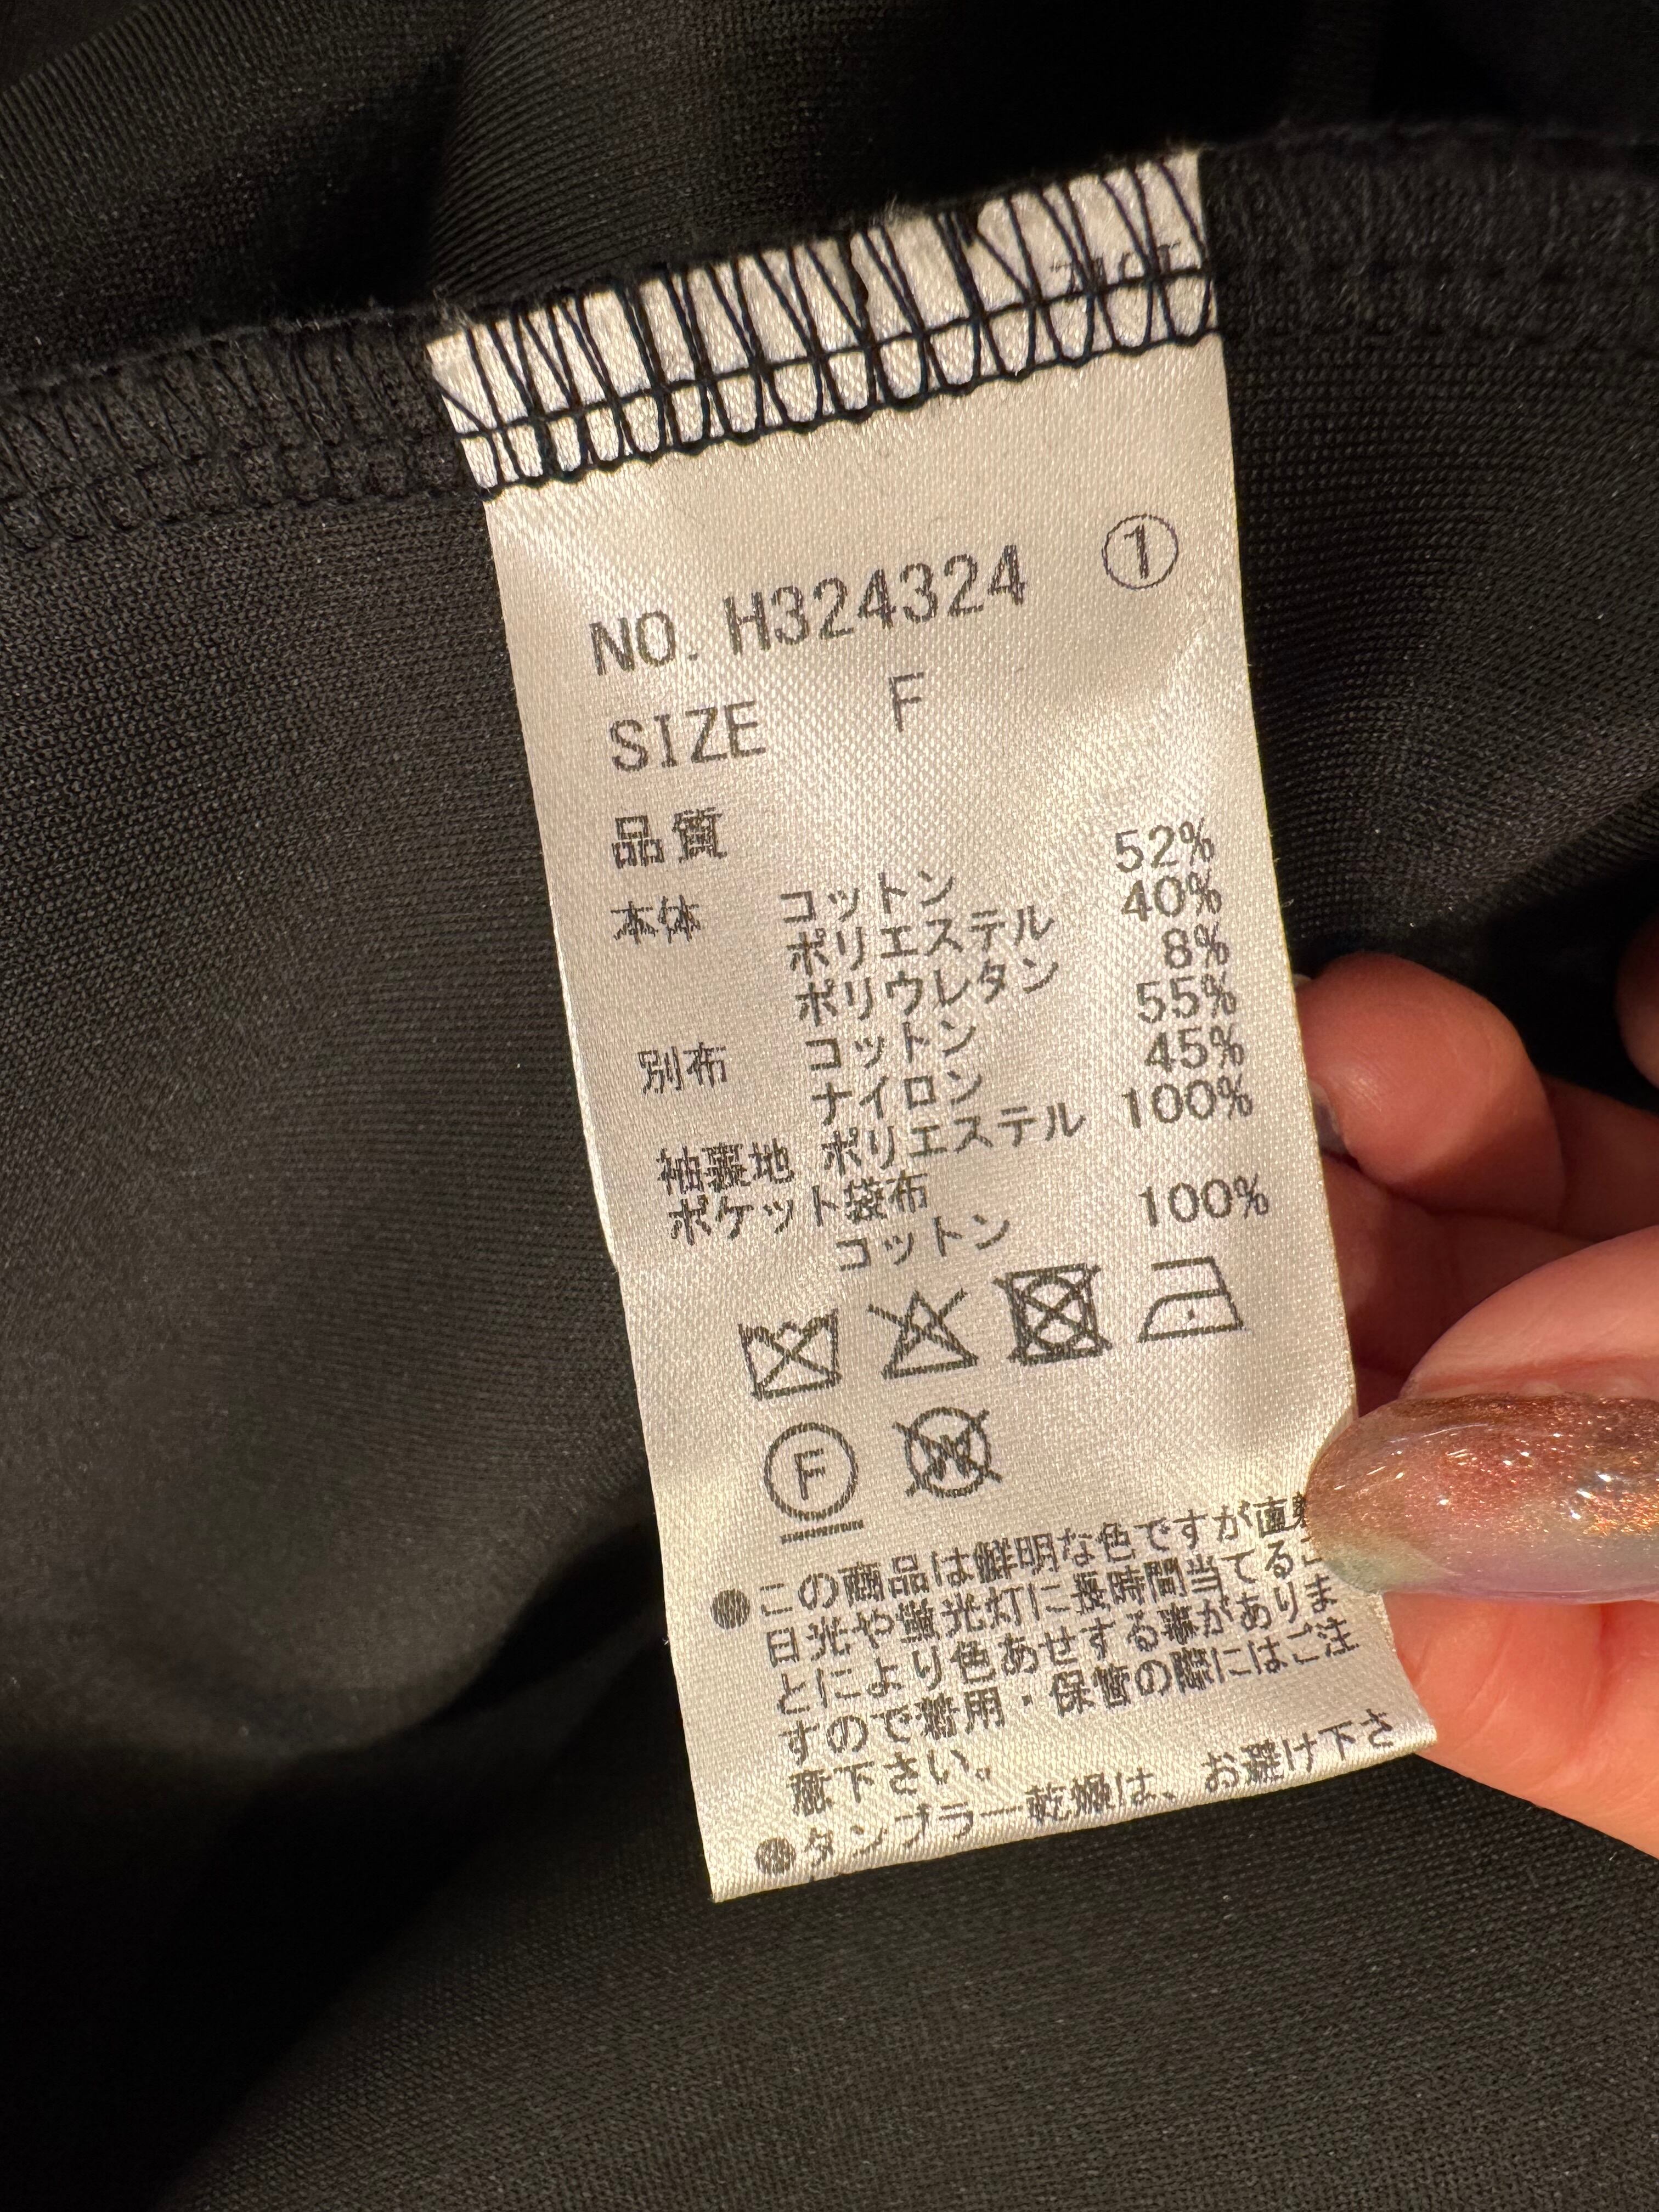 NO. H324324 ①
SIZE F
品質
本体 コットン 52%
ポリエステル 40%
ポリウレタン 8%
別布 コットン 55%
ナイロン 45%
袖裏地 ポリエステル 100%
ポケット袋布
コットン 100%
F
W
●この商品は鮮明な色ですが直射
日光や蛍光灯に長時間当てるこ
とにより色あせする事がありま
すので着用・保管の際にはご注
意下さい。
●タンブラー乾燥は、お避け下さ